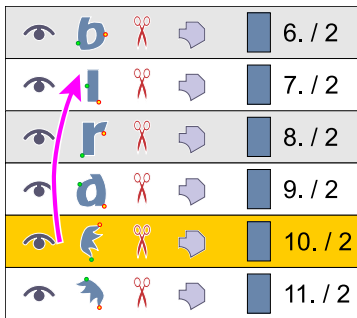 b 6. / 2
l 7. / 2
r 8. / 2
d 9. / 2
10. / 2
11. / 2